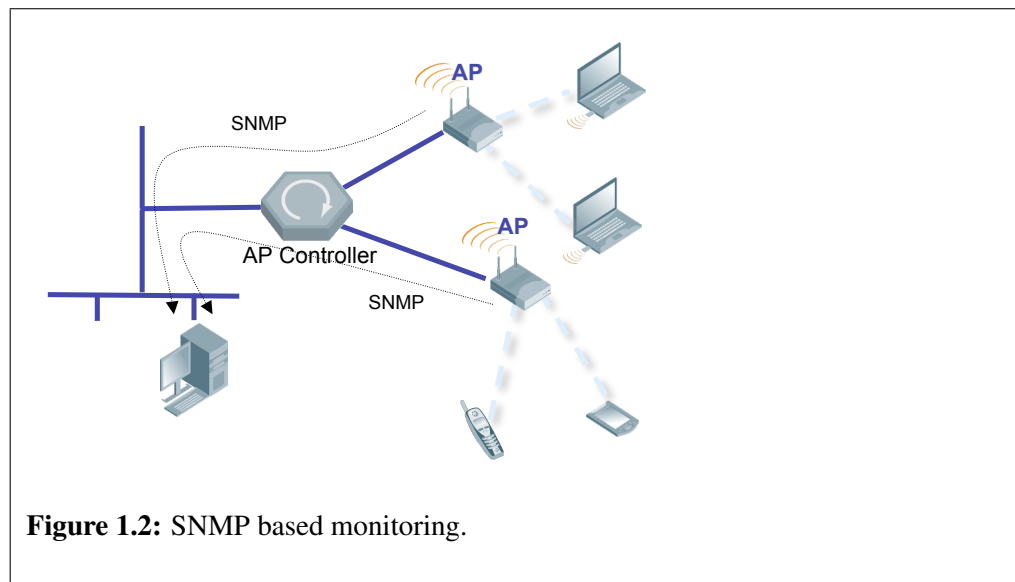 AP
SNMP
AP
AP Controller
SNMP
Figure 1.2: SNMP based monitoring.